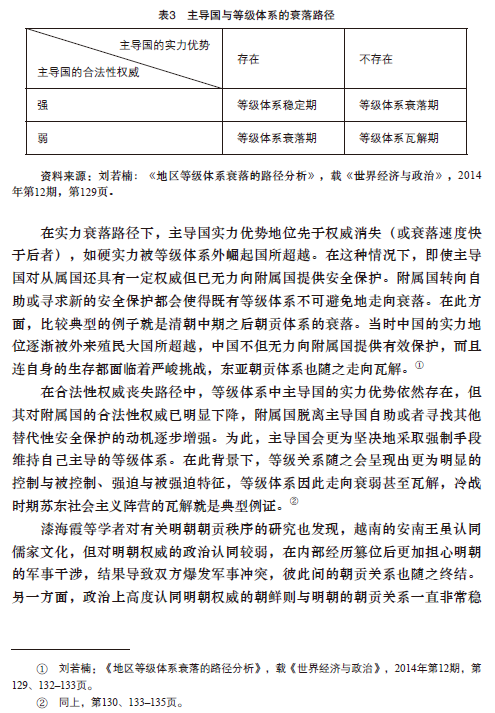 表3　主导国与等级体系的衰落路径
主导国的实力优势
主导国的合法性权威
存在
不存在
强
等级体系稳定期
等级体系衰落期
弱
等级体系衰落期
等级体系瓦解期
资料来源：刘若楠：《地区等级体系衰落的路径分析》，载《世界经济与政治》，2014
年第12期，第129页。
在实力衰落路径下，主导国实力优势地位先于权威消失（或衰落速度快
于后者），如硬实力被等级体系外崛起国所超越。在这种情况下，即使主导
国对从属国还具有一定权威但已无力向附属国提供安全保护。附属国转向自
助或寻求新的安全保护都会使得既有等级体系不可避免地走向衰落。在此方
面，比较典型的例子就是清朝中期之后朝贡体系的衰落。当时中国的实力地
位逐渐被外来殖民大国所超越，中国不但无力向附属国提供有效保护，而且
连自身的生存都面临着严峻挑战，东亚朝贡体系也随之走向瓦解。①
在合法性权威丧失路径中，等级体系中主导国的实力优势依然存在，但
其对附属国的合法性权威已明显下降，附属国脱离主导国自助或者寻找其他
替代性安全保护的动机逐步增强。为此，主导国会更为坚决地采取强制手段
维持自己主导的等级体系。在此背景下，等级关系随之会呈现出更为明显的
控制与被控制、强迫与被强迫特征，等级体系因此走向衰弱甚至瓦解，冷战
时期苏东社会主义阵营的瓦解就是典型例证。②
漆海霞等学者对有关明朝朝贡秩序的研究也发现，越南的安南王虽认同
儒家文化，但对明朝权威的政治认同较弱，在内部经历篡位后更加担心明朝
的军事干涉，结果导致双方爆发军事冲突，彼此间的朝贡关系也随之终结。
另一方面，政治上高度认同明朝权威的朝鲜则与明朝的朝贡关系一直非常稳
①　刘若楠：《地区等级体系衰落的路径分析》，载《世界经济与政治》，2014年第12期，第
129、132–133页。
②　同上，第130、133–135页。